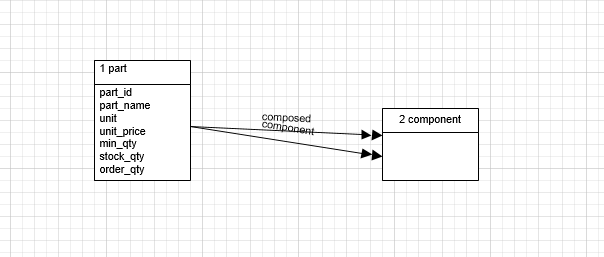 1 part
part_id
part_name
unit
unit_price
min_qty
stock_qty
order_qty
composed
component
2 component